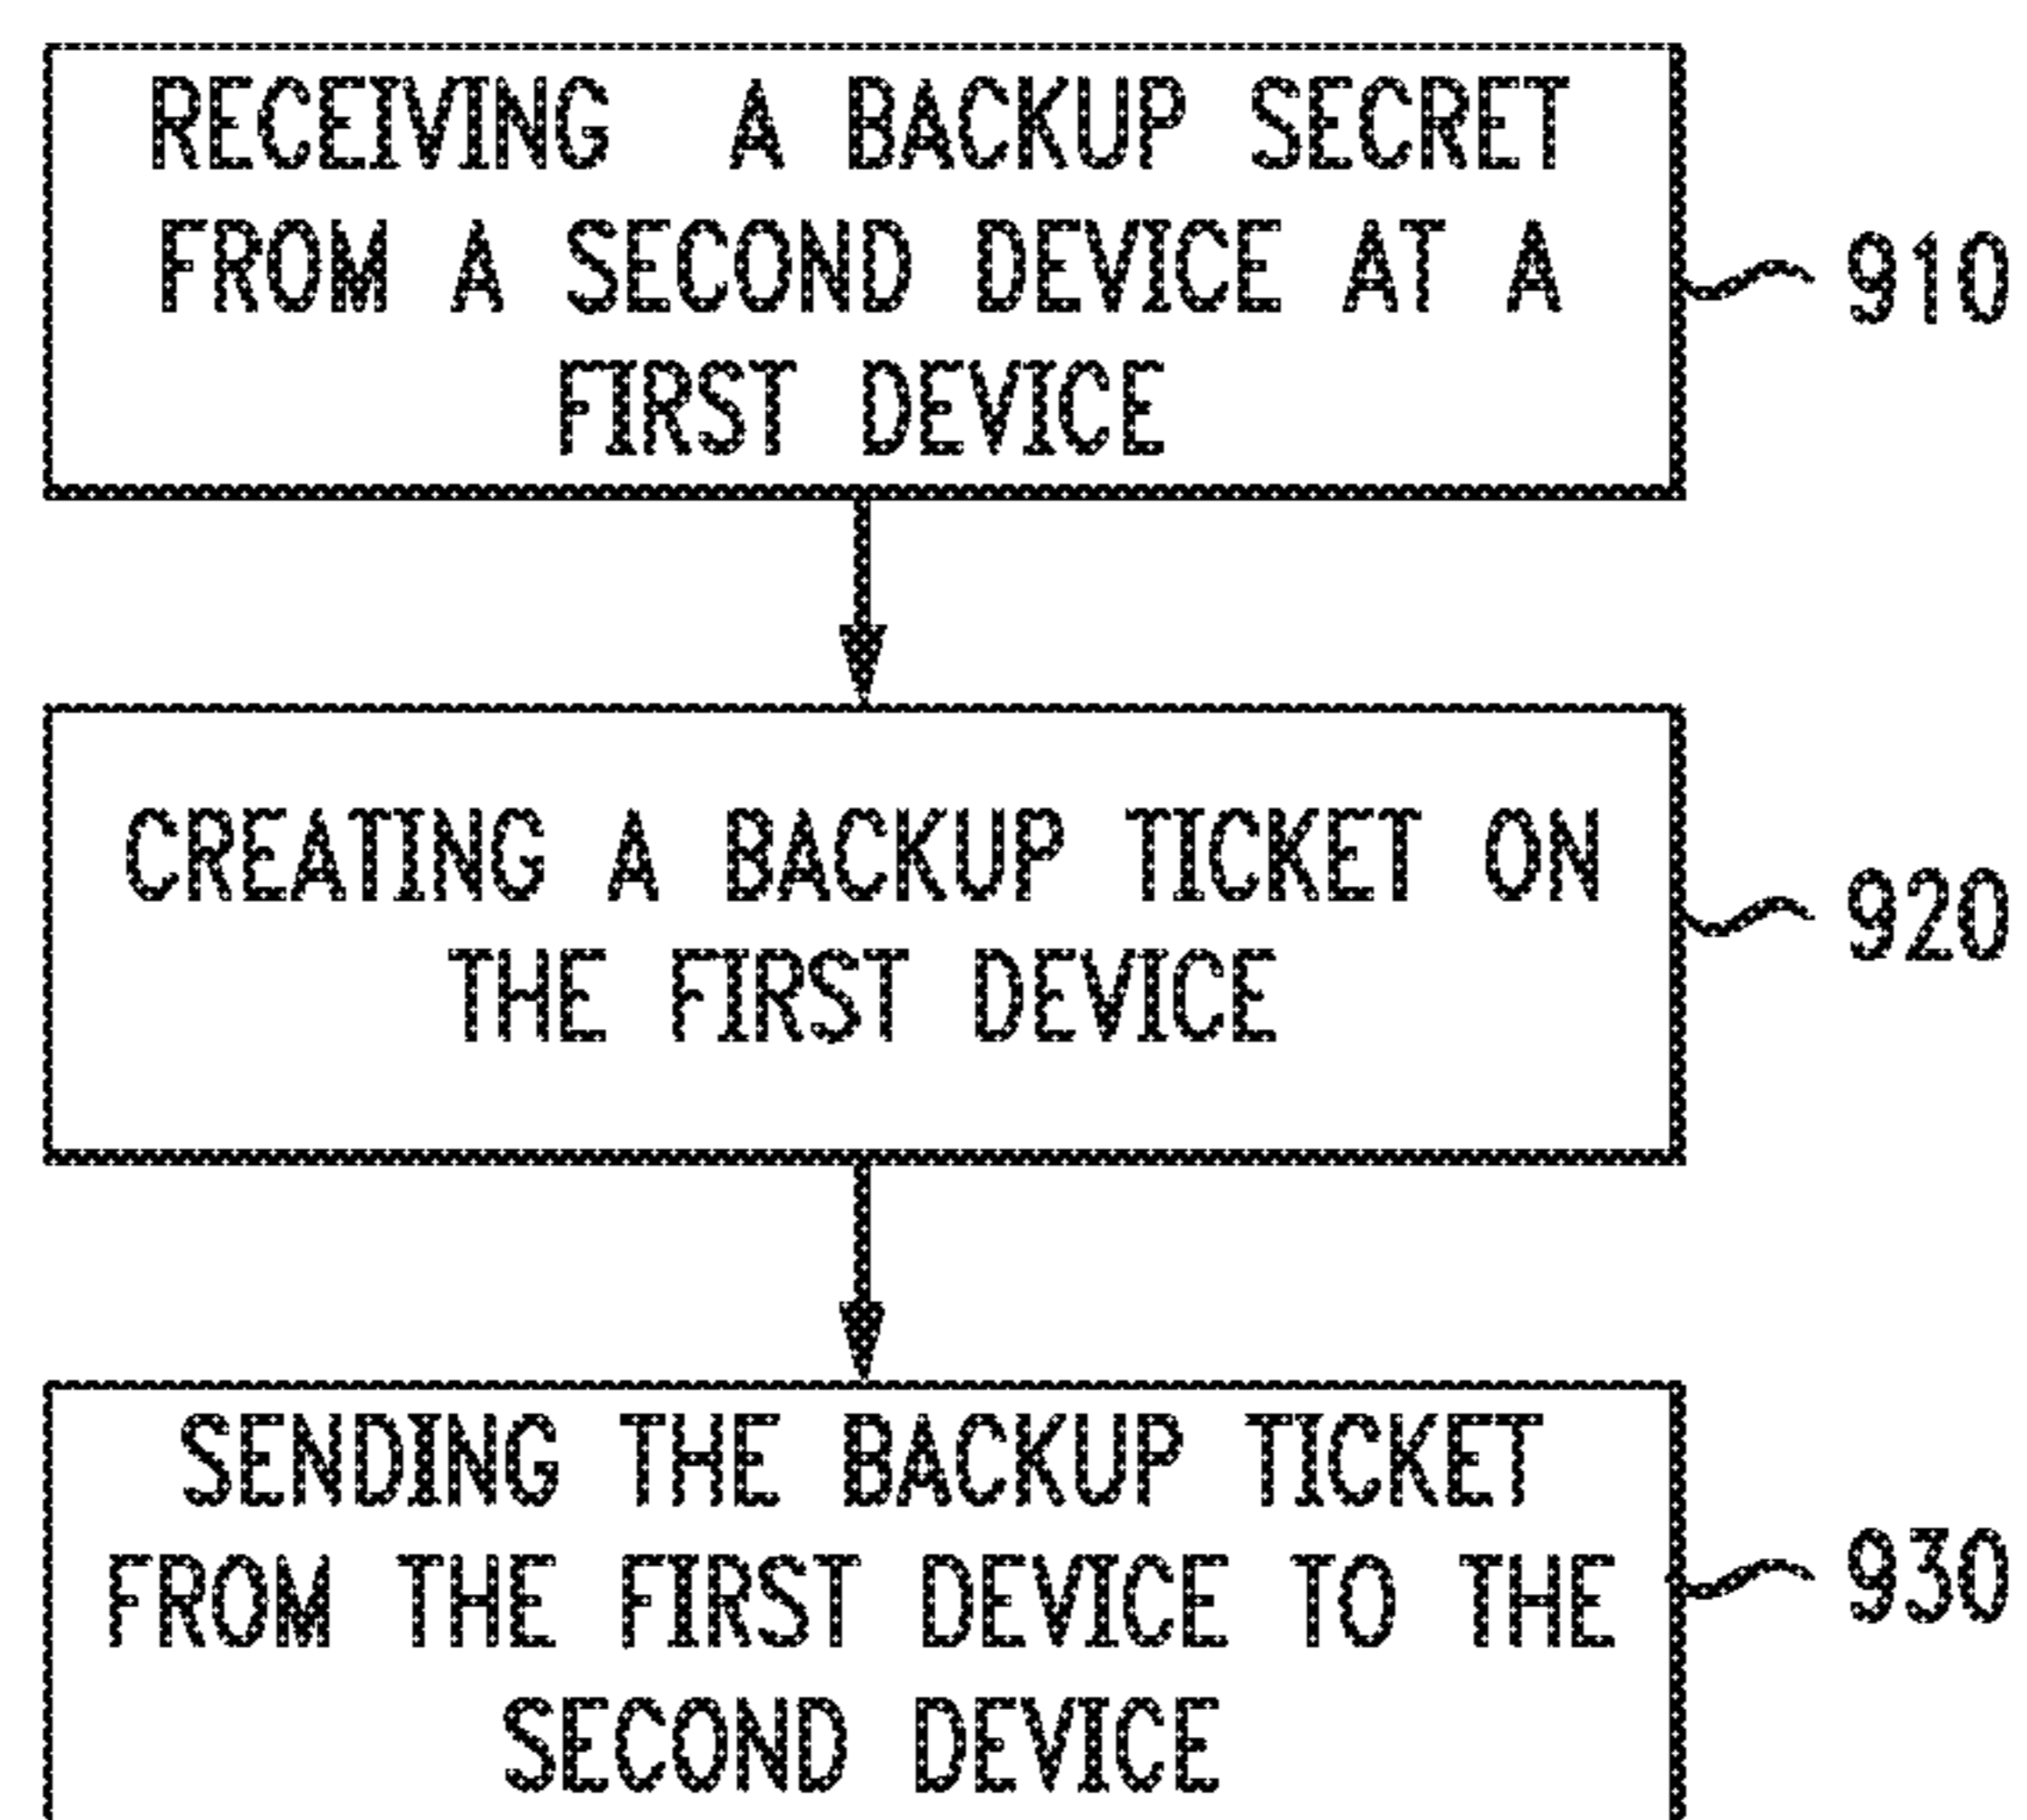 RECEIVING A BACKUP SECRET
FROM A SECOND DEVICE AT A
FIRST DEVICE
910
CREATING A BACKUP TICKET ON
THE FIRST DEVICE
920
SENDING THE BACKUP TICKET
FROM THE FIRST DEVICE TO THE
SECOND DEVICE
930